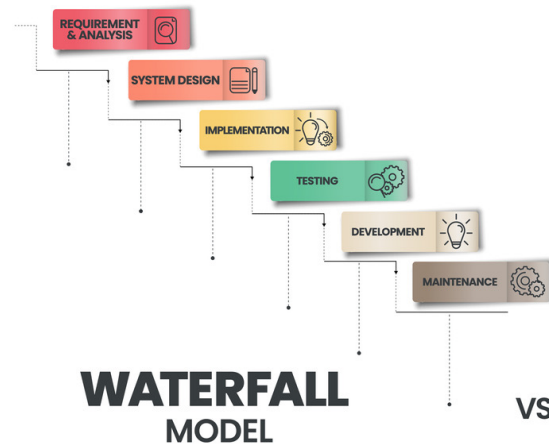 REQUIREMENT
& ANALYSIS
SYSTEM DESIGN
IMPLEMENTATION
TESTING
DEVELOPMENT
MAINTENANCE
WATERFALL
MODEL
VS